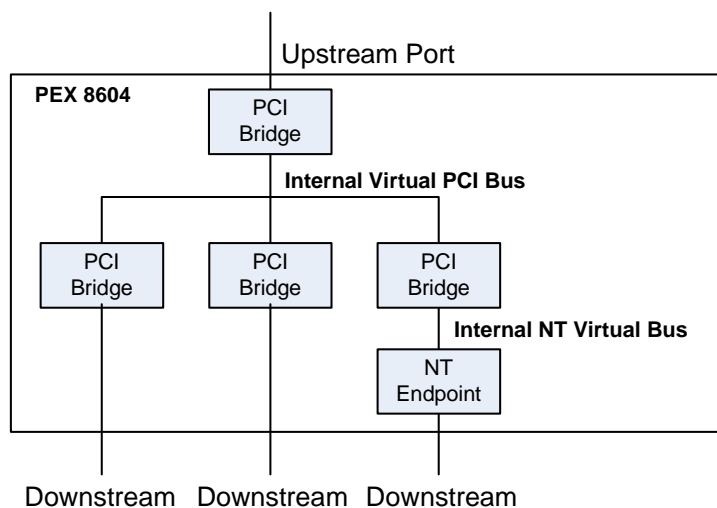 Upstream Port
PEX 8604
PCI
Bridge
Internal Virtual PCI Bus
PCI
Bridge
PCI
Bridge
PCI
Bridge
Internal NT Virtual Bus
NT
Endpoint
Downstream
Downstream
Downstream